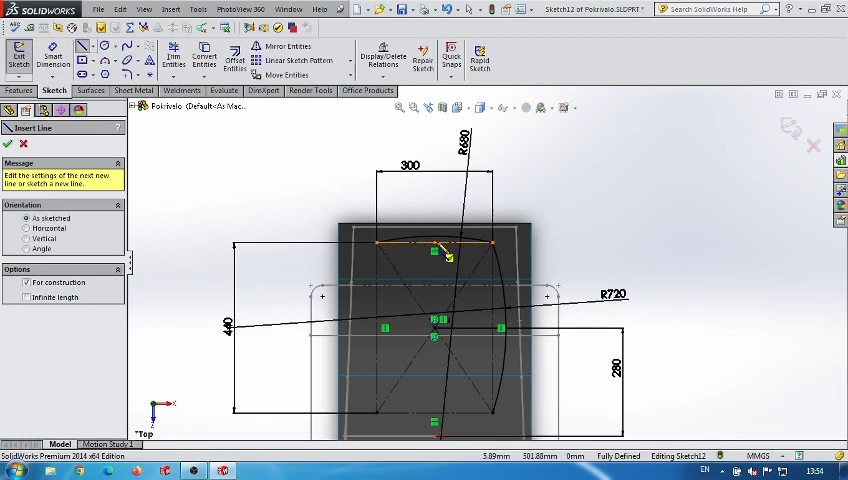 SOLIDWORKS
File Edit View Insert Tools PhotoView 360 Window Help
Sketch12 of Pokrivalo.SLDPRT *
Search SolidWorks Help
Exit Sketch
Smart Dimension
Trim Entities
Convert Entities
Offset Entities
Mirror Entities
Linear Sketch Pattern
Move Entities
Display/Delete Relations
Repair Sketch
Quick Snaps
Rapid Sketch
Features Sketch Surfaces Sheet Metal Weldments Evaluate DimXpert Render Tools Office Products
Pokrivalo (Default<As Mac...
Insert Line ?
Message
Edit the settings of the next new
line or sketch a new line.
Orientation
As sketched
Horizontal
Vertical
Angle
Options
For construction
Infinite length
R680
300
R720
440
280
X
Z
*Top
Model Motion Study 1
SolidWorks Premium 2014 x64 Edition
5.89mm 501.88mm 0mm Fully Defined Editing Sketch12 MMGS
EN 13:54